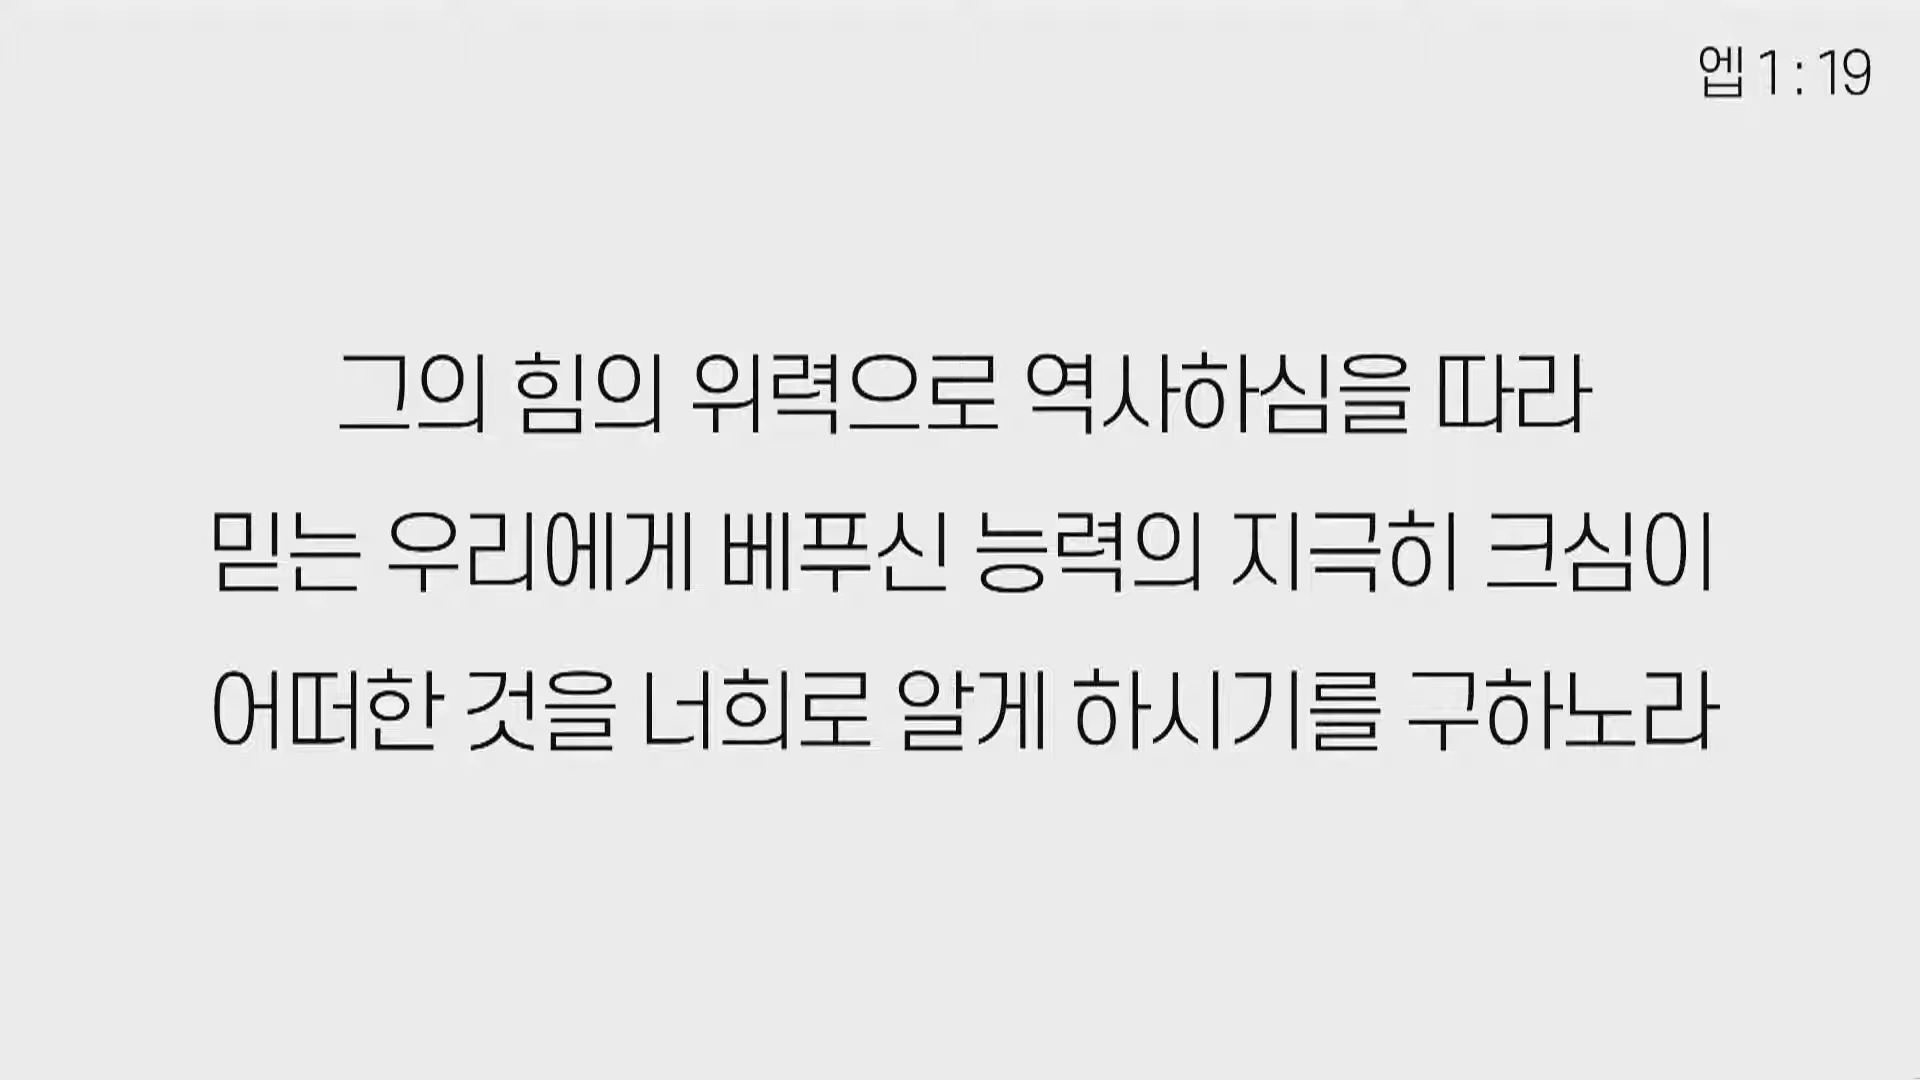 엡 1 : 19
그의 힘의 위력으로 역사하심을 따라
믿는 우리에게 베푸신 능력의 지극히 크심이
어떠한 것을 너희로 알게 하시기를 구하노라